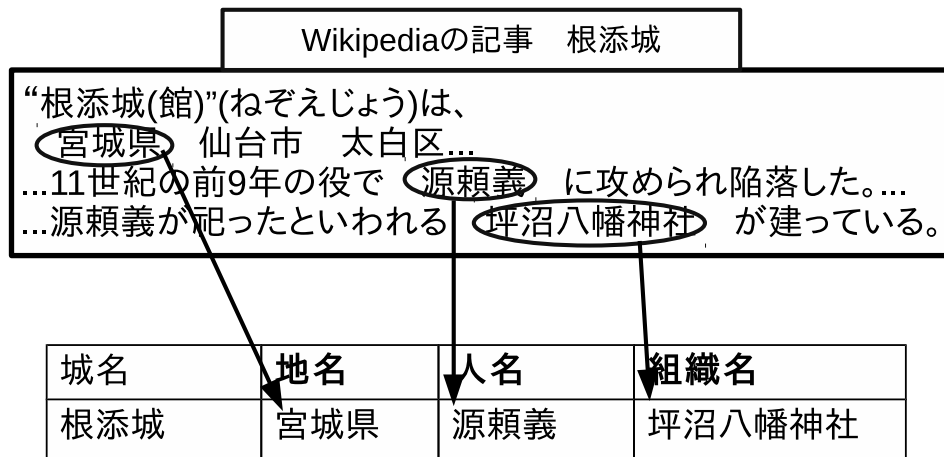 Wikipediaの記事　根添城
“根添城(館)”(ねぞえじょう)は、
宮城県　仙台市　太白区...
...11世紀の前9年の役で　源頼義　に攻められ陥落した。...
...源頼義が祀ったといわれる　坪沼八幡神社　が建っている。
城名　地名　人名　組織名
根添城　宮城県　源頼義　坪沼八幡神社